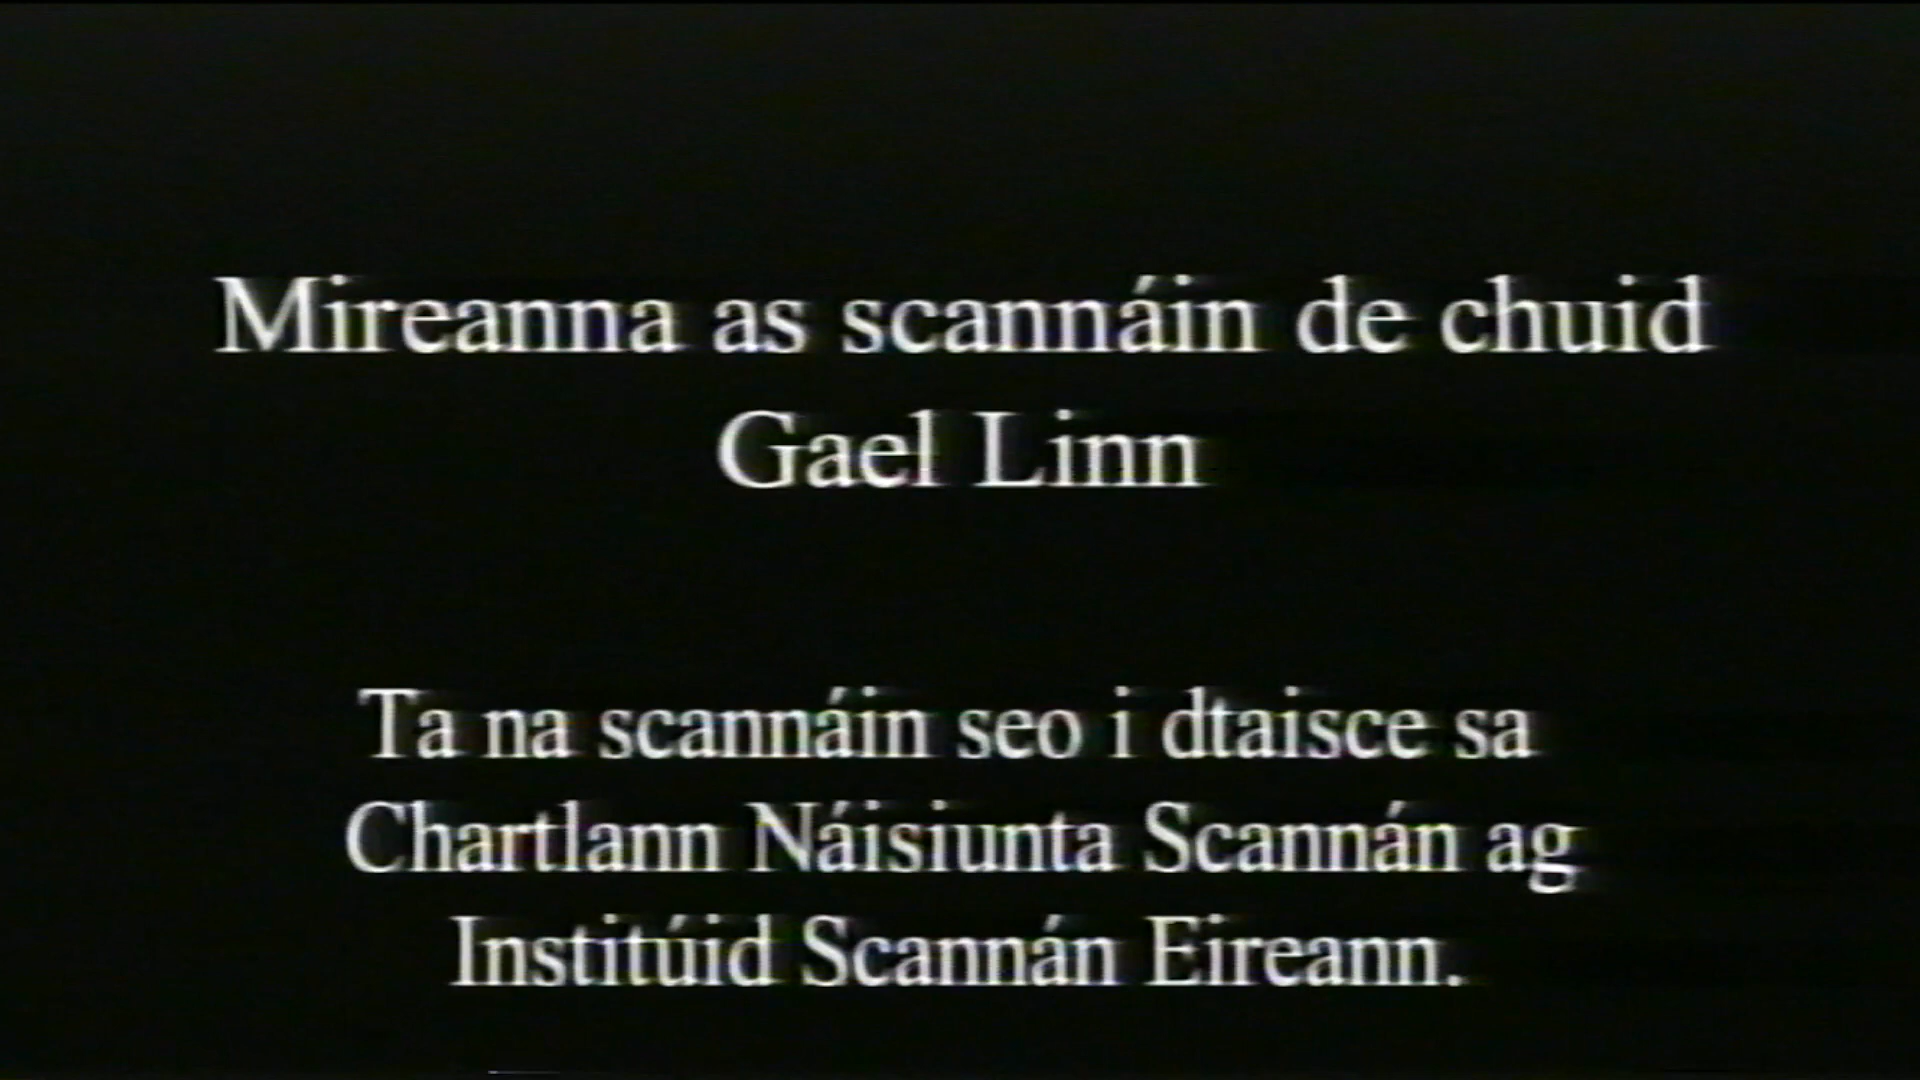 Mireanna as scannáin de chuid
Gael Linn
Ta na scannáin seo i dtaisce sa
Chartlann Náisiunta Scannán ag
Institúid Scannán Eireann.